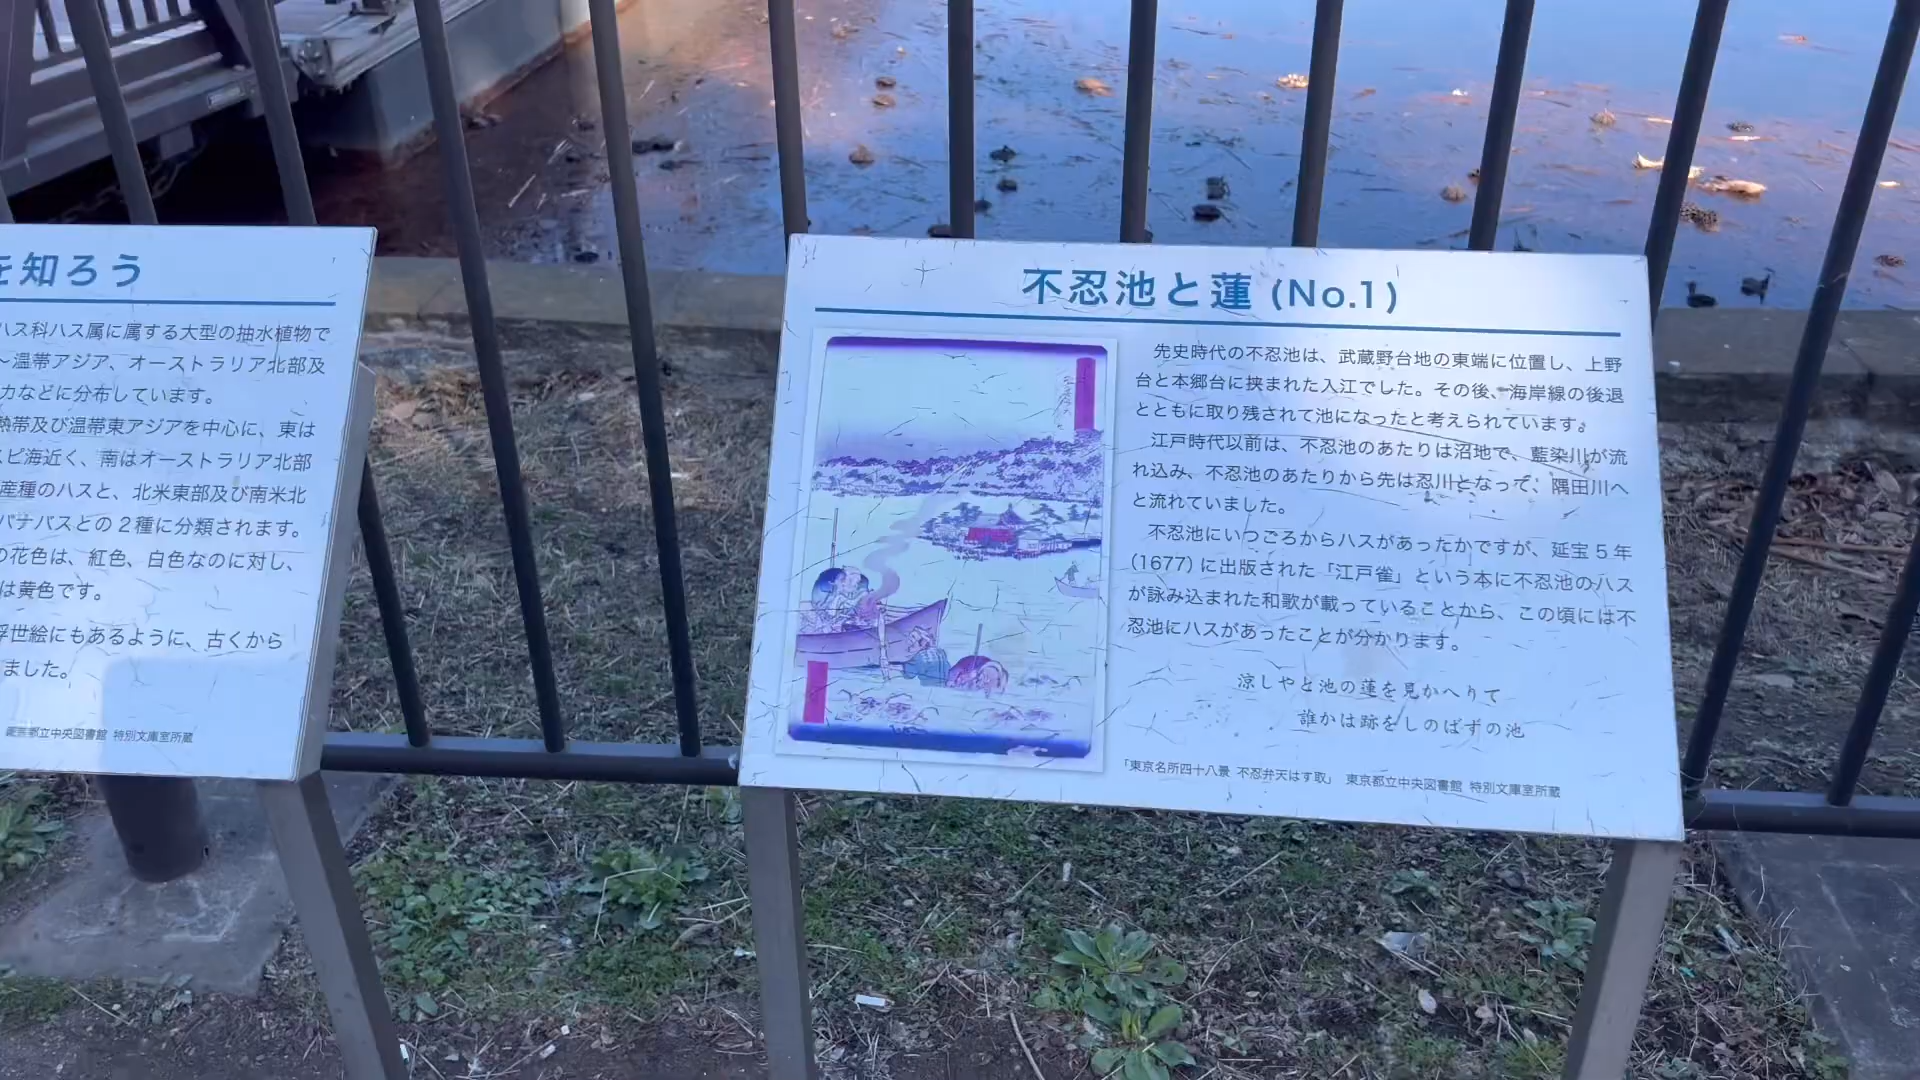 を知ろう
ハス科ハス属に属する大型の抽水植物で
～温帯アジア、オーストラリア北部及
カなどに分布しています。
熱帯及び温帯東アジアを中心に、東は
スピ海近く、南はオーストラリア北部
産種のハスと、北米東部及び南米北
バナバスとの２種に分類されます。
の花色は、紅色、白色なのに対し、
は黄色です。
浮世絵にもあるように、古くから
ました。
東京都立中央図書館 特別文庫室所蔵
不忍池と蓮 (No.1)
先史時代の不忍池は、武蔵野台地の東端に位置し、上野
台と本郷台に挟まれた入江でした。その後、海岸線の後退
とともに取り残されて池になったと考えられています。
江戸時代以前は、不忍池のあたりは沼地で、藍染川が流
れ込み、不忍池のあたりから先は忍川となって、隅田川へ
と流れていました。
不忍池にいつごろからハスがあったかですが、延宝５年
(1677) に出版された「江戸雀」という本に不忍池のハス
が詠み込まれた和歌が載っていることから、この頃には不
忍池にハスがあったことが分かります。
涼しやと池の蓮を見かへりて
誰かは跡をしのばずの池
「東京名所四十八景 不忍弁天はす取」 東京都立中央図書館 特別文庫室所蔵